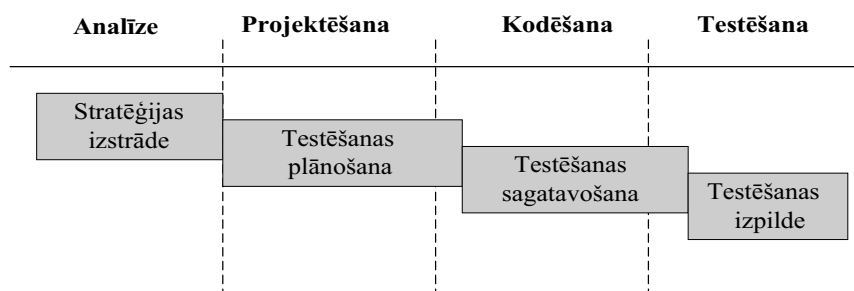 Analīze Projektēšana Kodēšana Testēšana
Stratēģijas
izstrāde
Testēšanas
plānošana
Testēšanas
sagatavošana
Testēšanas
izpilde